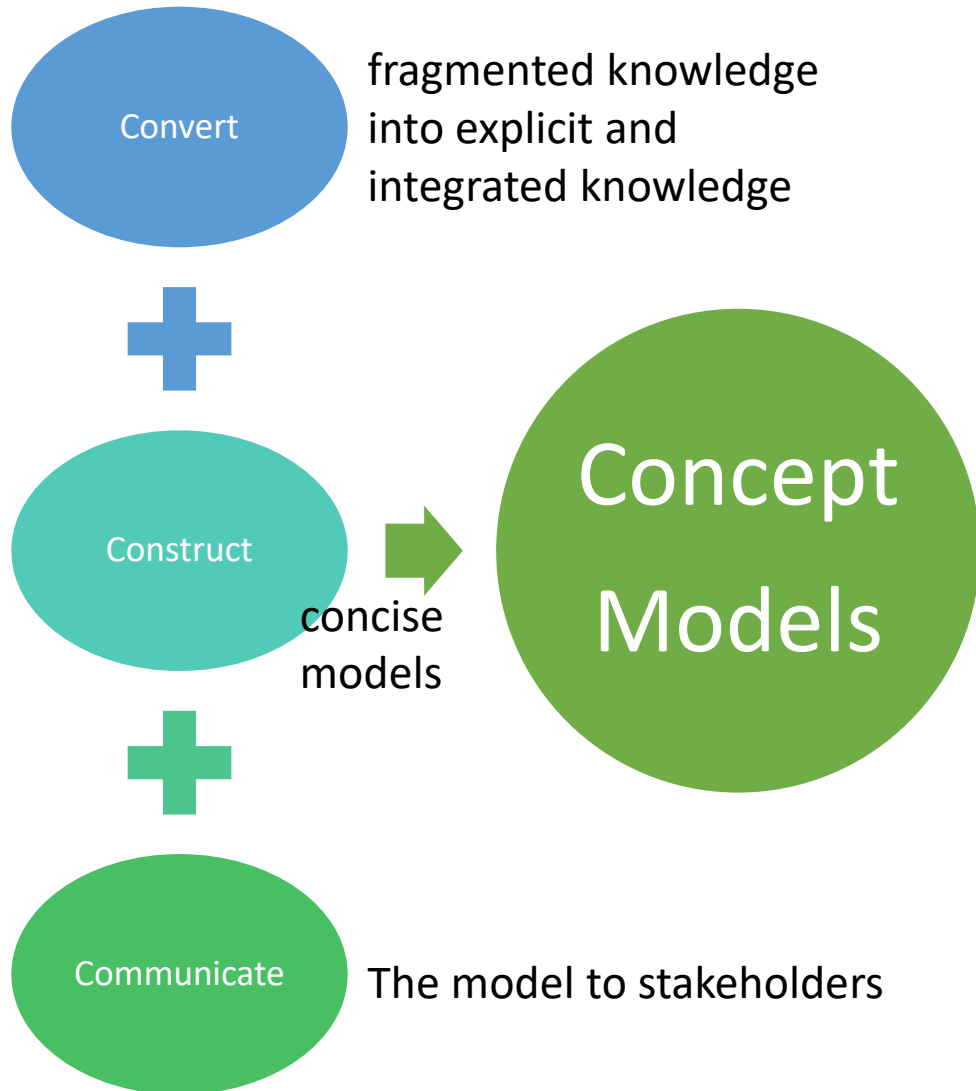 Convert
fragmented knowledge
into explicit and
integrated knowledge
Construct
concise
models
Concept
Models
Communicate
The model to stakeholders